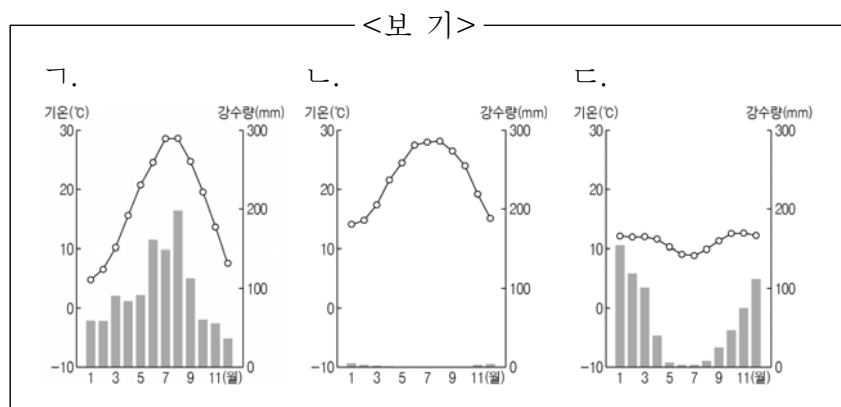 <보 기>
ㄱ. ㄴ. ㄷ.
기온(℃) 강수량(mm) 기온(℃) 강수량(mm) 기온(℃) 강수량(mm)
30 300 30 300 30 300
20 200 20 200 20 200
10 100 10 100 10 100
0 0 0
-10 0 -10 0 -10 0
1 3 5 7 9 11(월) 1 3 5 7 9 11(월) 1 3 5 7 9 11(월)